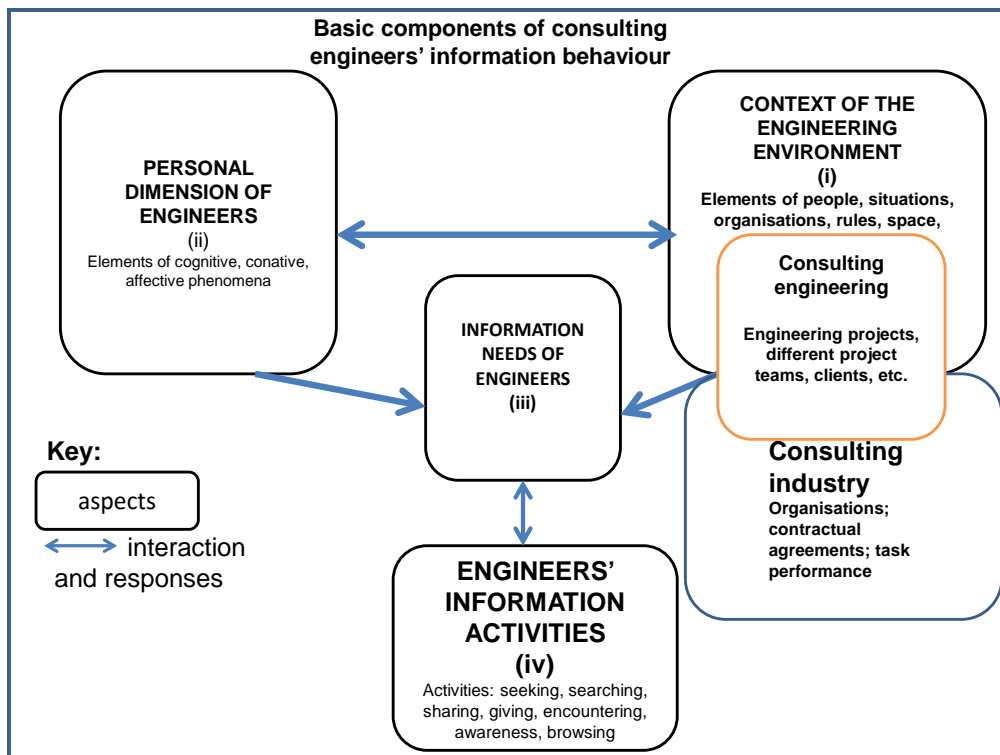 Basic components of consulting
engineers’ information behaviour
PERSONAL
DIMENSION OF
ENGINEERS
(ii)
Elements of cognitive, conative,
affective phenomena
CONTEXT OF THE
ENGINEERING
ENVIRONMENT
(i)
Elements of people, situations,
organisations, rules, space,
Consulting
engineering
Engineering projects,
different project
teams, clients, etc.
INFORMATION
NEEDS OF
ENGINEERS
(iii)
Key:
aspects
interaction
and responses
Consulting
industry
Organisations;
contractual
agreements; task
performance
ENGINEERS’
INFORMATION
ACTIVITIES
(iv)
Activities: seeking, searching,
sharing, giving, encountering,
awareness, browsing